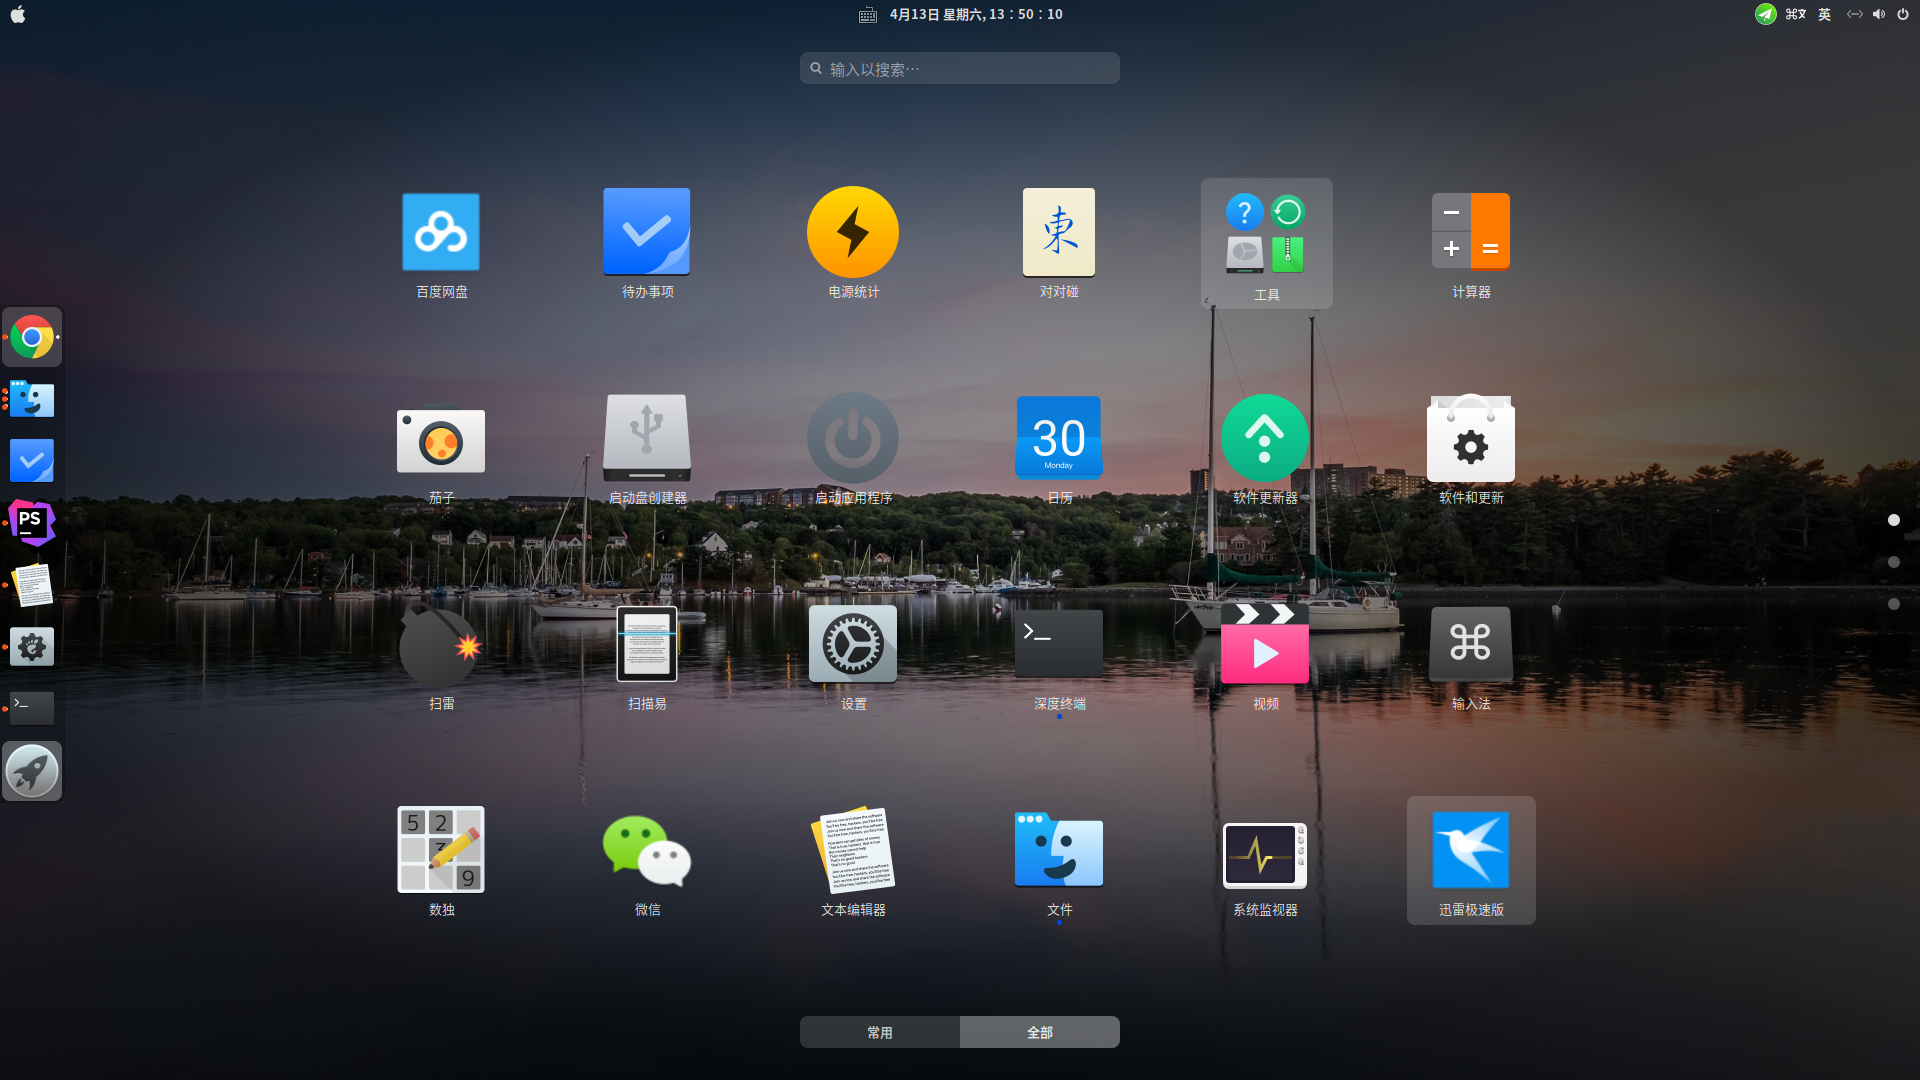 4月13日 星期六, 13：50：10
英
输入以搜索…
百度网盘
待办事项
电源统计
東
对对碰
工具
计算器
茄子
启动盘创建器
启动应用程序
30
Monday
日历
软件更新器
软件和更新
PS
扫雷
扫描易
设置
深度终端
视频
输入法
5 2
9
数独
微信
文本编辑器
文件
系统监视器
迅雷极速版
常用
全部